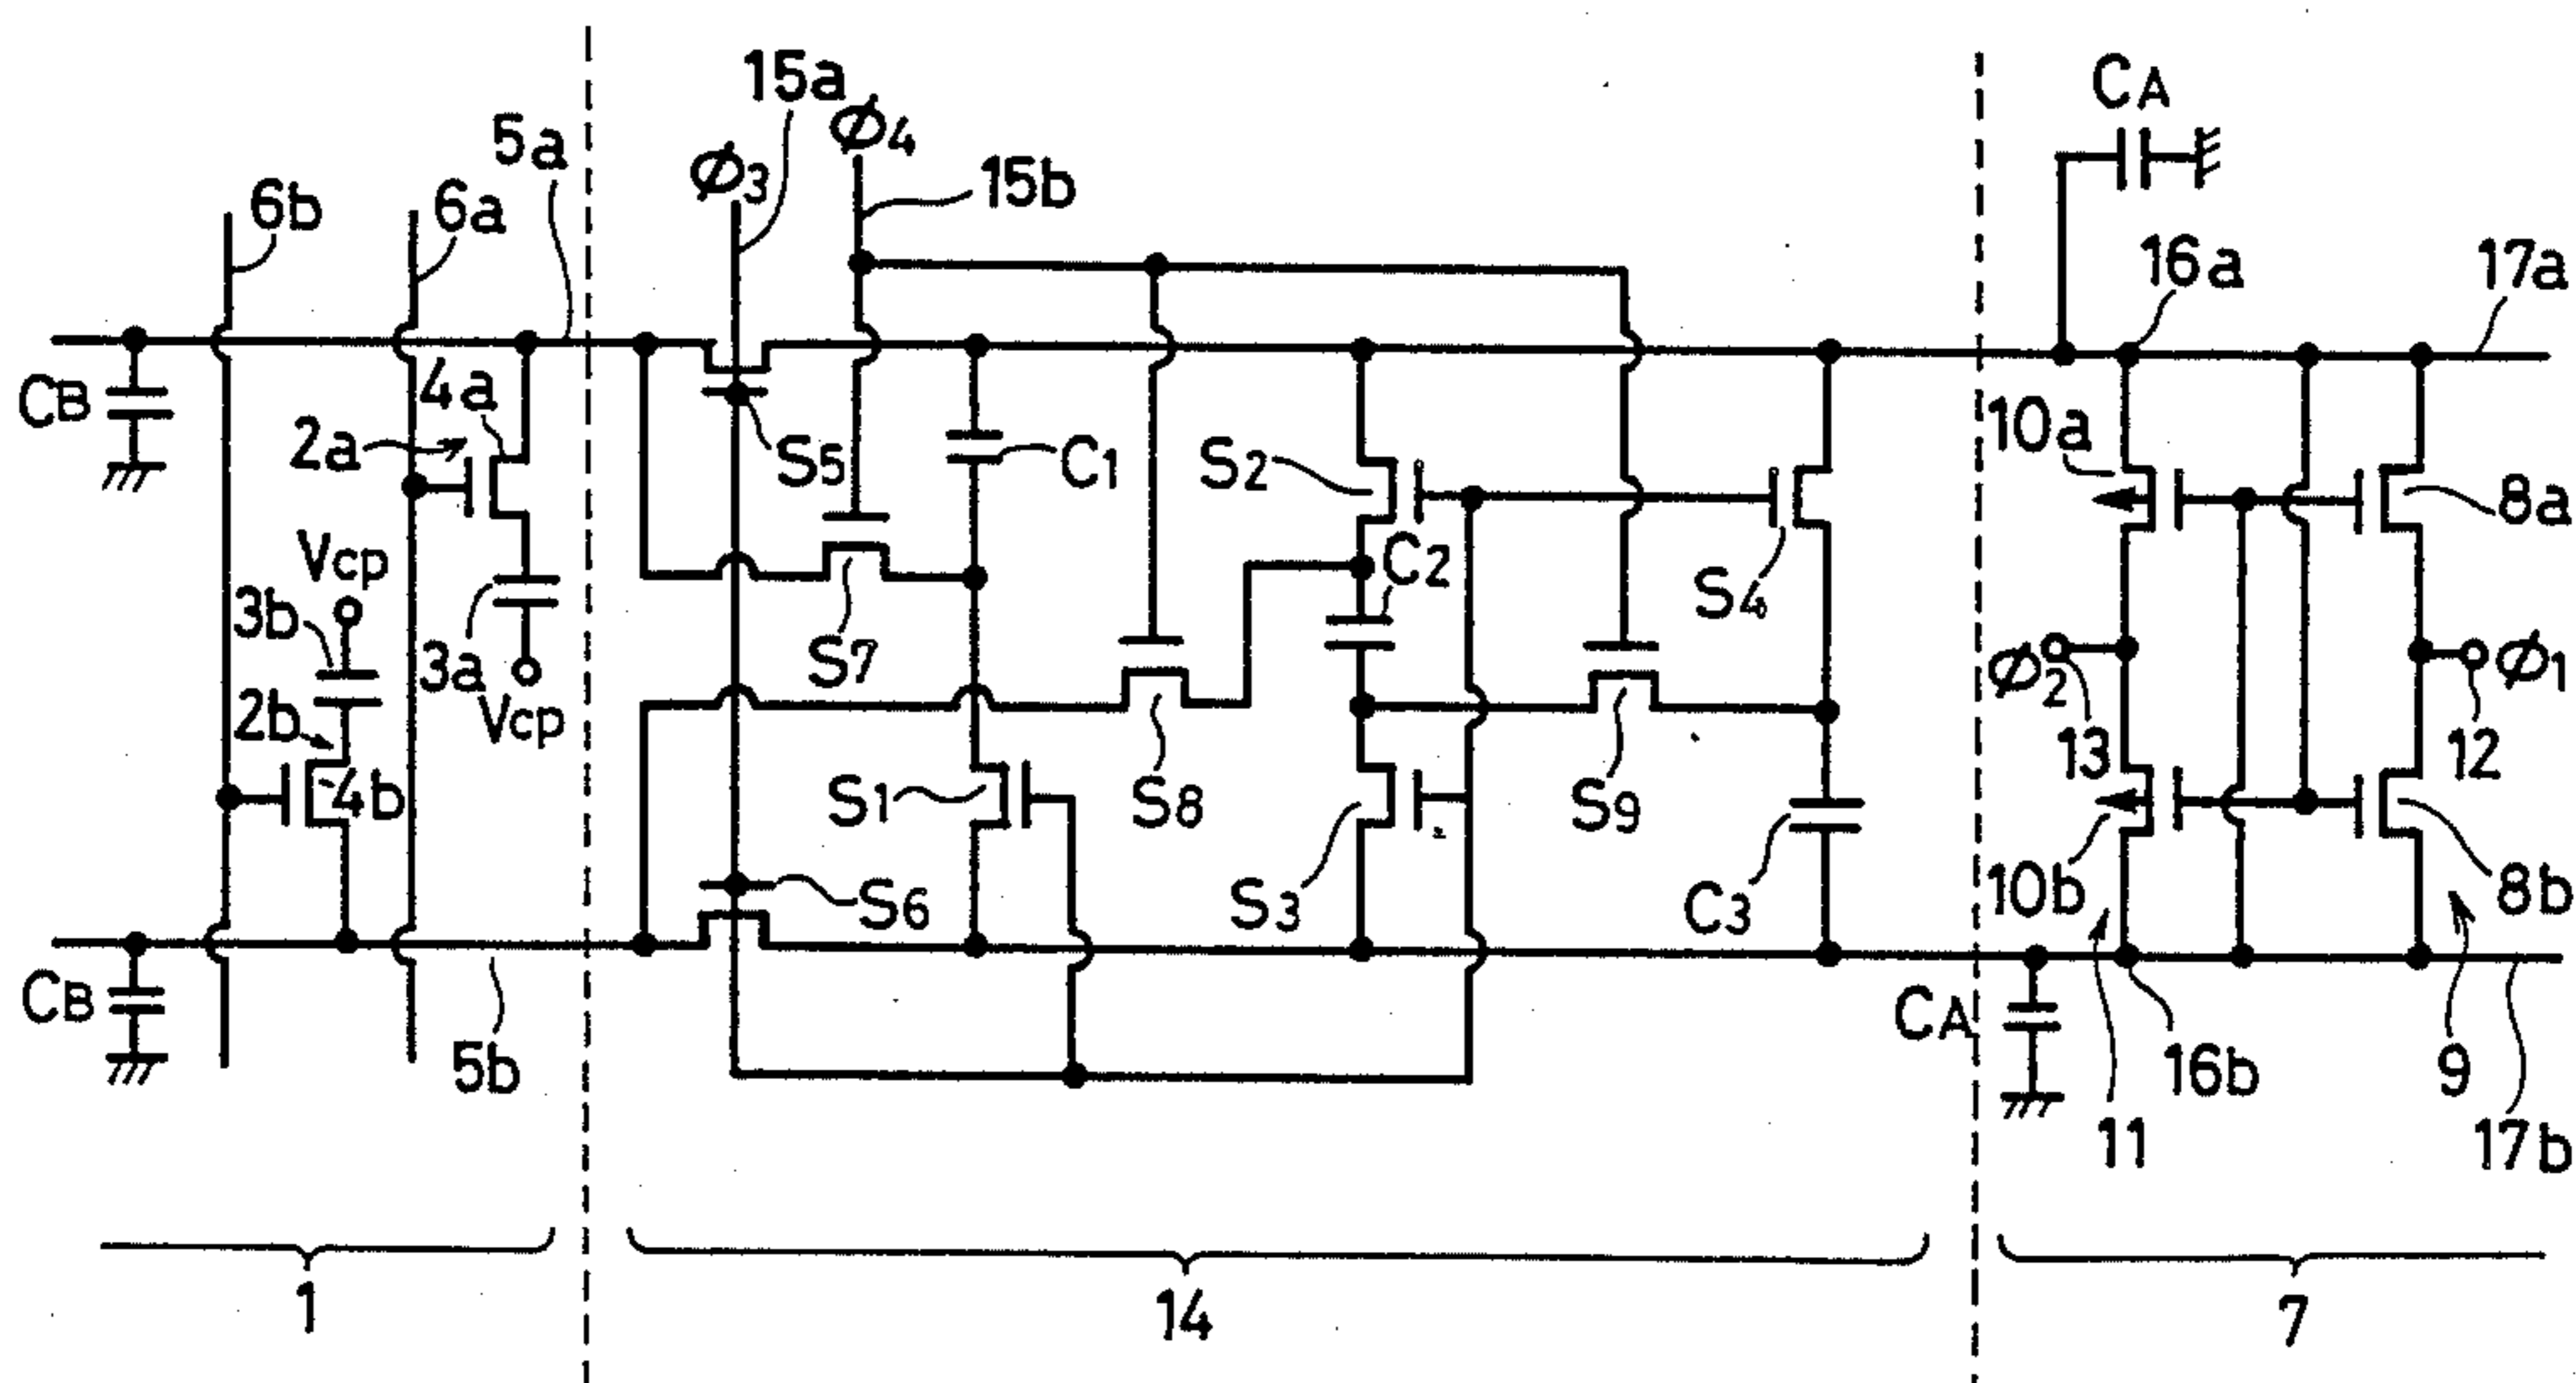 15a
CA
5a
ϕ4
ϕ3
15b
6b
6a
16a
17a
CB
4a
10a
2a
S5
C1
S2
8a
Vcp
C2
S4
3b
3a
S7
ϕ2
ϕ1
2b
Vcp
13
12
4b
S1
S8
S9
S6
S3
C3
10b
8b
CB
CA
5b
16b
9
11
17b
1
14
7